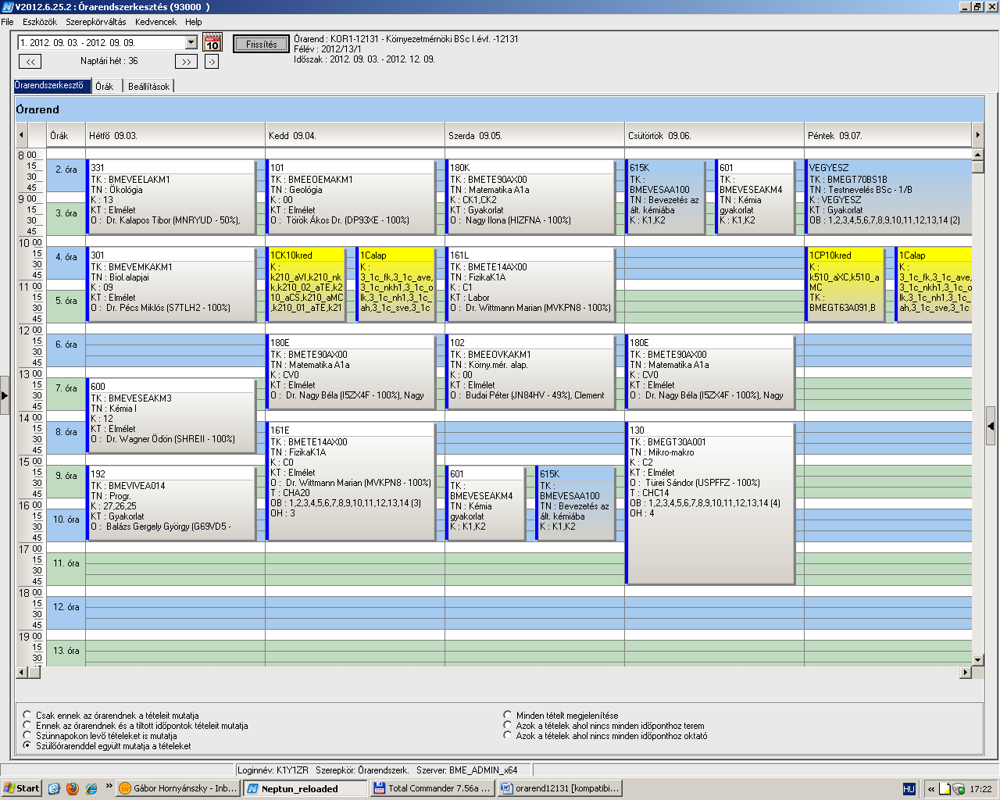 V2012.6.25.2 : Órarendszerkesztés (93000 )
File Eszközök Szerepkörváltás Kedvencek Help
1. 2012. 09. 03. - 2012. 09. 09.
10
Frissítés
Órarend : KOR1-12131 - Környezetmérnöki BSc I.évf. -12131
Félév : 2012/13/1
Időszak : 2012. 09. 03. - 2012. 12. 09.
<< Naptári hét : 36 >> ->
Órarendszerkesztő Órák Beállítások
Órarend
Órák Hétfő 09.03. Kedd 09.04. Szerda 09.05. Csütörtök 09.06. Péntek 09.07.
8 00
15
30
45
9 00
15
30
45
10 00
15
30
45
11 00
15
30
45
12 00
15
30
45
13 00
15
30
45
14 00
15
30
45
15 00
15
30
45
16 00
15
30
45
17 00
15
30
45
18 00
15
30
45
19 00
15
30
2. óra
3. óra
4. óra
5. óra
6. óra
7. óra
8. óra
9. óra
10. óra
11. óra
12. óra
13. óra
331
TK : BMEVEELAKM1
TN : Ökológia
K : 13
KT : Elmélet
O : Dr. Kalapos Tibor (MNRYUD - 50%),
301
TK : BMEVEMKAKM1
TN : Biol.alapjai
K : 09
KT : Elmélet
O : Dr. Pécs Miklós (S7TLH2 - 100%)
600
TK : BMEVESEAKM3
TN : Kémia I
K : 12
KT : Elmélet
O : Dr. Wagner Ödön (SHREII - 100%)
192
TK : BMEVIVEA014
TN : Progr.
K : 27,26,25
KT : Gyakorlat
O : Balázs Gergely György (G69VD5 -
101
TK : BMEEOEMAKM1
TN : Geológia
K : 00
KT : Elmélet
O : Török Ákos Dr. (DP93XE - 100%)
1CK10kred
K :
k210_aVI,k210_nk
k,k210_02_aTE,k2
10_aCS,k210_aMC
,k210_01_aTE,k21
1Calap
K :
3_1c_fk,3_1c_ave,
3_1c_nkh1,3_1c_o
lk,3_1c_nh1,3_1c_
ah,3_1c_sve,3_1c
180E
TK : BMETE90AX00
TN : Matematika A1a
K : CV0
KT : Elmélet
O : Dr. Nagy Béla (I5ZX4F - 100%), Nagy
161E
TK : BMETE14AX00
TN : FizikaK1A
K : C0
KT : Elmélet
O : Dr. Wittmann Marian (MVKPN8 - 100%)
T : CHA20
OB : 1,2,3,4,5,6,7,8,9,10,11,12,13,14 (3)
OH : 3
180K
TK : BMETE90AX00
TN : Matematika A1a
K : CK1,CK2
KT : Gyakorlat
O : Nagy Ilona (HIZFNA - 100%)
161L
TK : BMETE14AX00
TN : FizikaK1A
K : C1
KT : Labor
O : Dr. Wittmann Marian (MVKPN8 - 100%)
102
TK : BMEEOVKAKM1
TN : Körny.mér. alap.
K : 00
KT : Elmélet
O : Budai Péter (JN84HV - 49%), Clement
601
TK :
BMEVESEAKM4
TN : Kémia
gyakorlat
K : K1,K2
615K
TK :
BMEVESAA100
TN : Bevezetés az
ált. kémiába
K : K1,K2
615K
TK :
BMEVESAA100
TN : Bevezetés az
ált. kémiába
K : K1,K2
601
TK :
BMEVESEAKM4
TN : Kémia
gyakorlat
K : K1,K2
180E
TK : BMETE90AX00
TN : Matematika A1a
K : CV0
KT : Elmélet
O : Dr. Nagy Béla (I5ZX4F - 100%), Nagy
130
TK : BMEGT30A001
TN : Mikro-makro
K : C2
KT : Elmélet
O : Türei Sándor (USPFFZ - 100%)
T : CHC14
OB : 1,2,3,4,5,6,7,8,9,10,11,12,13,14 (4)
OH : 4
VEGYESZ
TK : BMEGT70BS1B
TN : Testnevelés BSc - 1/B
K : VEGYESZ
KT : Gyakorlat
OB : 1,2,3,4,5,6,7,8,9,10,11,12,13,14 (2)
1CP10kred
K :
k510_aXC,k510_a
MC
TK :
BMEGT63A091,B
1Calap
K :
3_1c_fk,3_1c_ave,
3_1c_nkh1,3_1c_o
lk,3_1c_nh1,3_1c_
ah,3_1c_sve,3_1c
Csak ennek az órarendnek a tételeit mutatja
Ennek az órarendnek és a tiltott időpontok tételeit mutatja
Szünnapokon levő tételeket is mutatja
Szülőórarenddel együtt mutatja a tételeket
Minden tételt megjelenítése
Azok a tételek ahol nincs minden időponthoz terem
Azok a tételek ahol nincs minden időponthoz oktató
Loginnév: K1Y1ZR Szerepkör: Órarendszerk. Szerver: BME_ADMIN_x64
Start » Gábor Hornyánszky - Inb... Neptun_reloaded Total Commander 7.56a ... orarend12131 [kompatibi... HU « 17:22